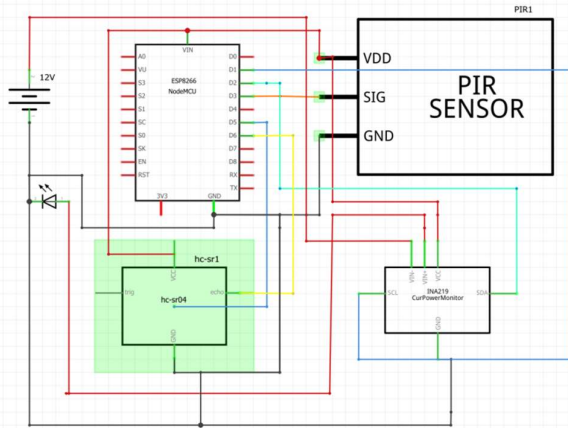 PIR1
12V
VIN
A0
D0
VU
D1
S3
D2
S2
D3
S1
D4
SC
D5
S0
D6
SK
D7
EN
D8
RST
RX
TX
3V3
GND
ESP8266
NodeMCU
VDD
SIG
GND
PIR
SENSOR
hc-sr1
VCC
trig
echo
hc-sr04
GND
VIN-
VIN+
VCC
INA219
CurPowerMonitor
SCL
SDA
GND